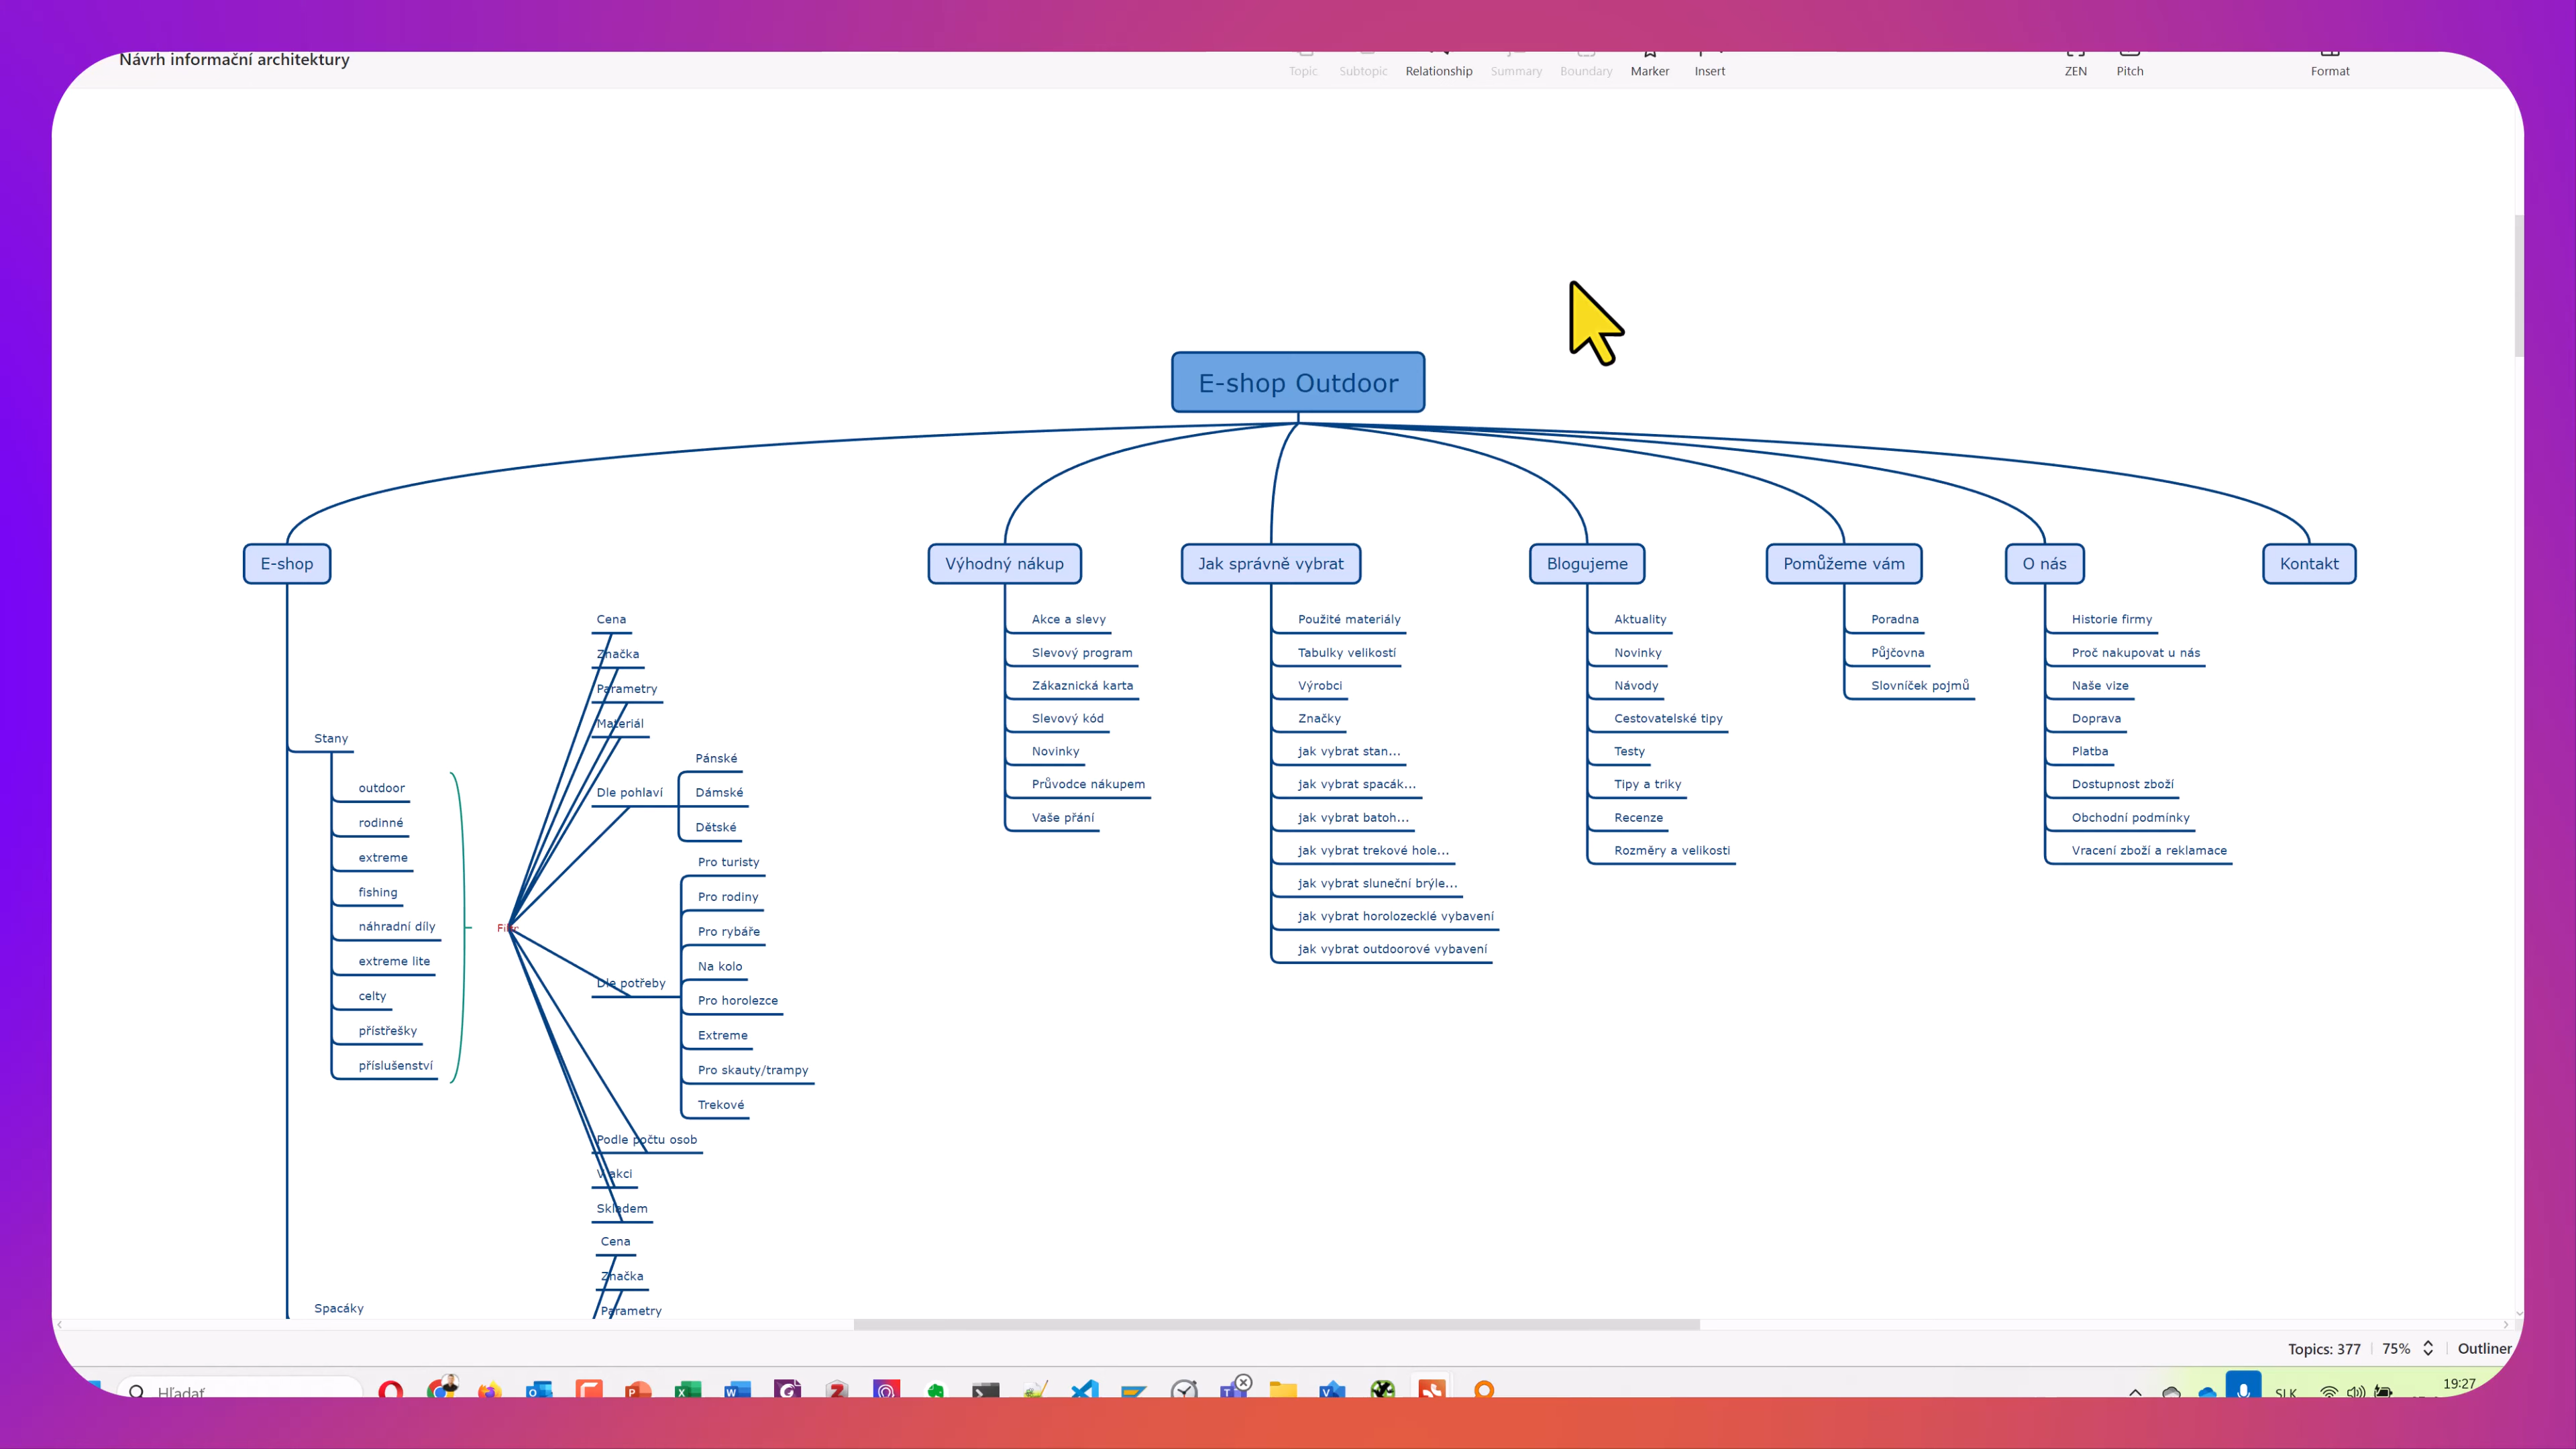 Návrh informační architektury
Topic
Subtopic
Relationship
Summary
Boundary
Marker
Insert
ZEN
Pitch
Format
E-shop Outdoor
E-shop
Výhodný nákup
Jak správně vybrat
Blogujeme
Pomůžeme vám
O nás
Kontakt
Stany
outdoor
rodinné
extreme
fishing
náhradní díly
extreme lite
celty
přístřešky
příslušenství
Spacáky
Filtr
Cena
Značka
Parametry
Materiál
Dle pohlaví
Pánské
Dámské
Dětské
Dle potřeby
Pro turisty
Pro rodiny
Pro rybáře
Na kolo
Pro horolezce
Extreme
Pro skauty/trampy
Trekové
Podle počtu osob
V akci
Skladem
Cena
Značka
Parametry
Akce a slevy
Slevový program
Zákaznická karta
Slevový kód
Novinky
Průvodce nákupem
Vaše přání
Použité materiály
Tabulky velikostí
Výrobci
Značky
jak vybrat stan...
jak vybrat spacák...
jak vybrat batoh...
jak vybrat trekové hole...
jak vybrat sluneční brýle...
jak vybrat horolozecklé vybavení
jak vybrat outdoorové vybavení
Aktuality
Novinky
Návody
Cestovatelské tipy
Testy
Tipy a triky
Recenze
Rozměry a velikosti
Poradna
Půjčovna
Slovníček pojmů
Historie firmy
Proč nakupovat u nás
Naše vize
Doprava
Platba
Dostupnost zboží
Obchodní podmínky
Vracení zboží a reklamace
Topics: 377
75%
Outliner
Hľadať
SLK
19:27